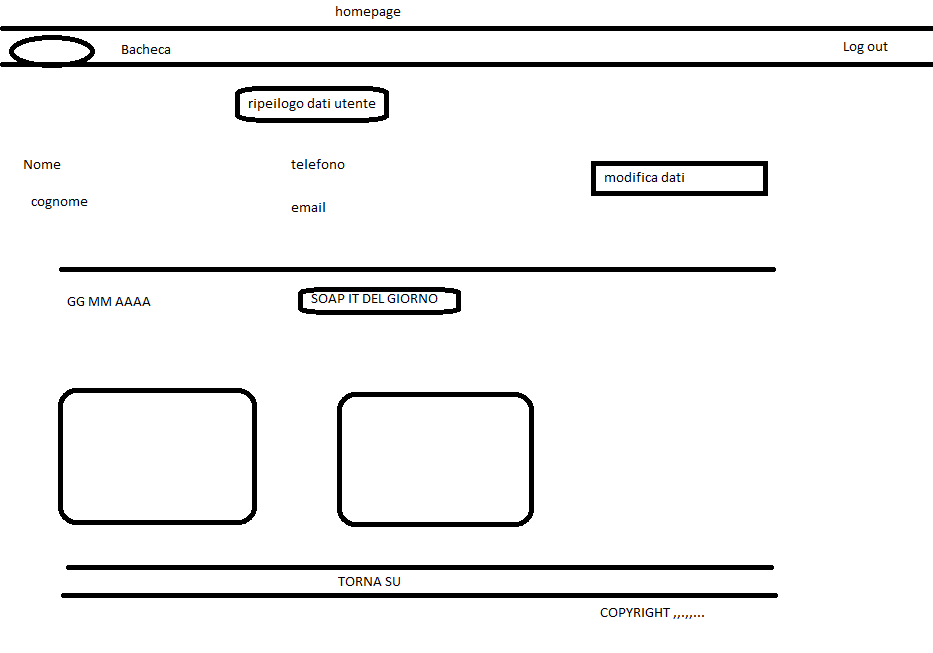 homepage
Bacheca
Log out
ripeilogo dati utente
Nome
telefono
modifica dati
cognome
email
GG MM AAAA
SOAP IT DEL GIORNO
TORNA SU
COPYRIGHT ,,.,,...